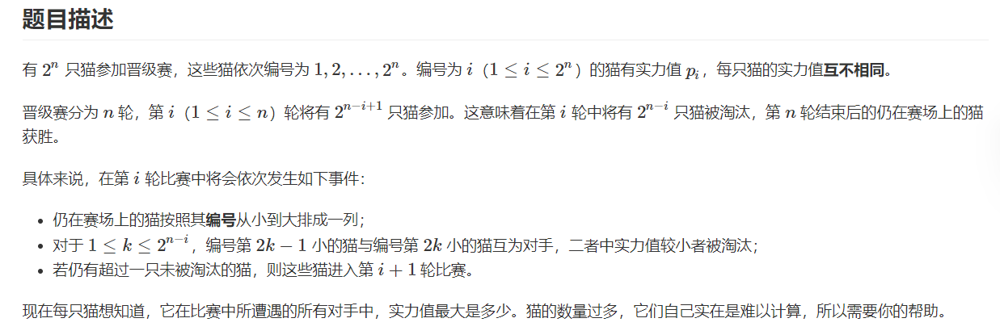 题目描述
有 2^n 只猫参加晋级赛，这些猫依次编号为 1, 2, …, 2^n。编号为 i（1 ≤ i ≤ 2^n）的猫有实力值 p_i，每只猫的实力值互不相同。
晋级赛分为 n 轮，第 i（1 ≤ i ≤ n）轮将有 2^{n−i+1} 只猫参加。这意味着在第 i 轮中将有 2^{n−i} 只猫被淘汰，第 n 轮结束后的仍在赛场上的猫
获胜。
具体来说，在第 i 轮比赛中将会依次发生如下事件：
• 仍在赛场上的猫按照其编号从小到大排成一列；
• 对于 1 ≤ k ≤ 2^{n−i}，编号第 2k − 1 小的猫与编号第 2k 小的猫互为对手，二者中实力值较小者被淘汰；
• 若仍有超过一只未被淘汰的猫，则这些猫进入第 i + 1 轮比赛。
现在每只猫想知道，它在比赛中所遭遇的所有对手中，实力值最大是多少。猫的数量过多，它们自己实在是难以计算，所以需要你的帮助。